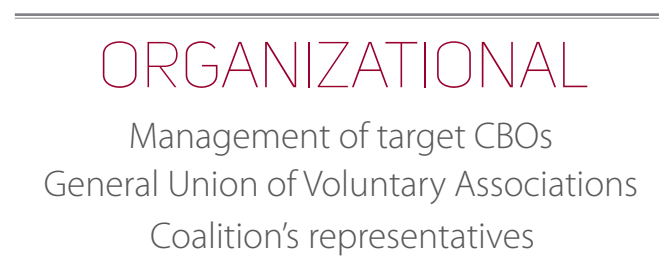 ORGANIZATIONAL
Management of target CBOs
General Union of Voluntary Associations
Coalition's representatives